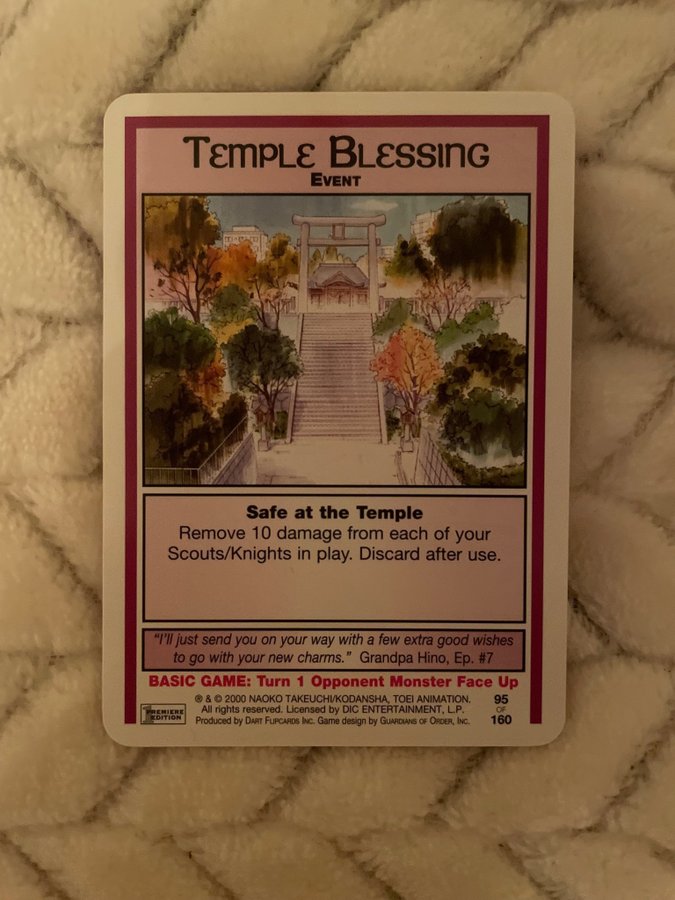 Temple Blessing
Event
Safe at the Temple
Remove 10 damage from each of your
Scouts/Knights in play. Discard after use.
"I'll just send you on your way with a few extra good wishes
to go with your new charms." Grandpa Hino, Ep. #7
BASIC GAME: Turn 1 Opponent Monster Face Up
1 PREMIERE
EDITION
® & © 2000 NAOKO TAKEUCHI/KODANSHA, TOEI ANIMATION.
All rights reserved. Licensed by DIC ENTERTAINMENT, L.P.
Produced by Dart Flipcards Inc. Game design by Guardians of Order, Inc.
95
OF
160